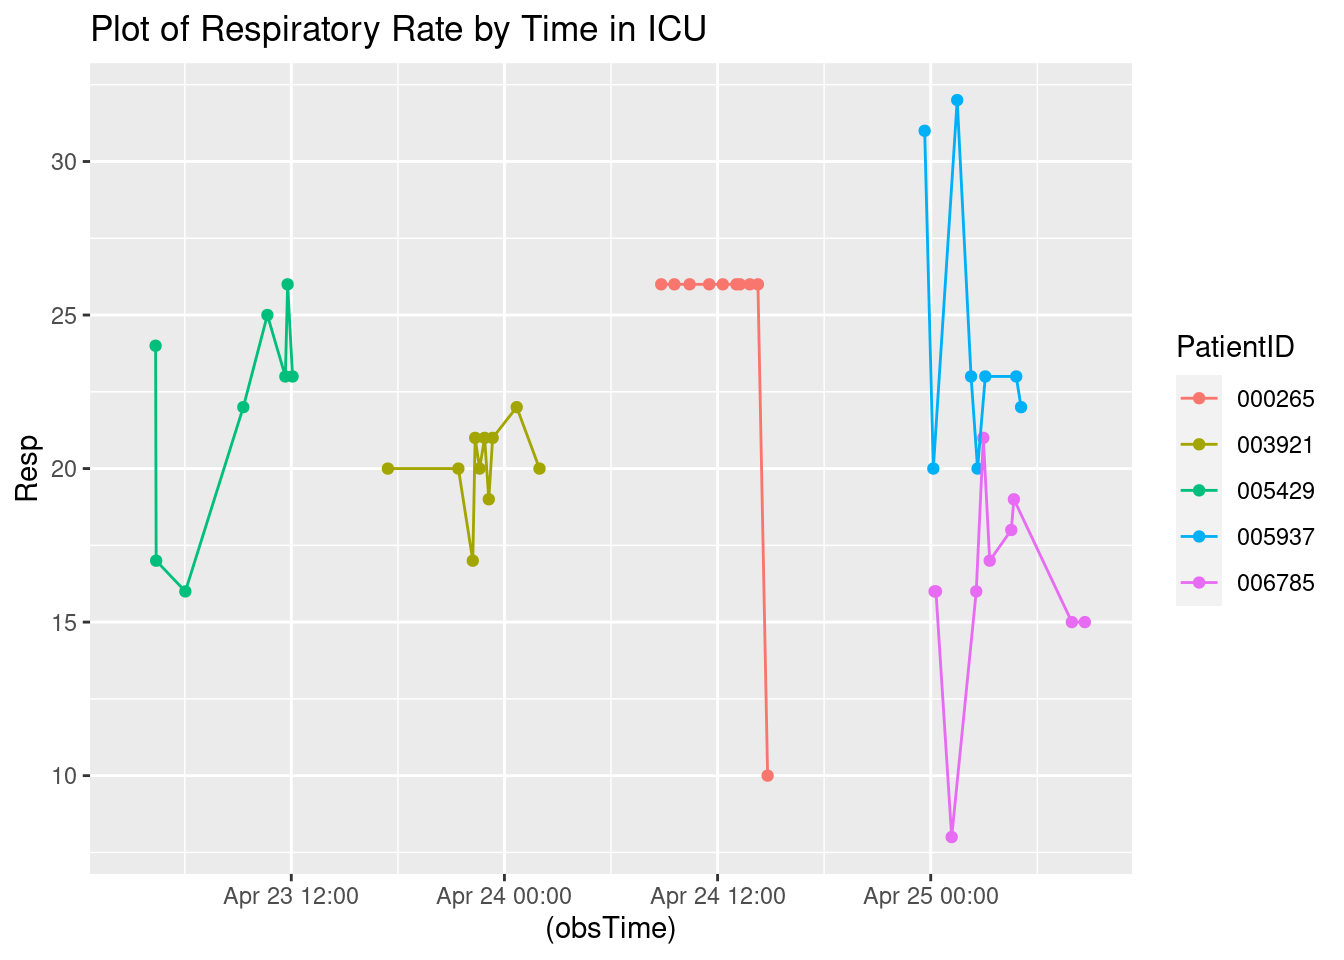 Plot of Respiratory Rate by Time in ICU
Resp
30
25
20
15
10
Apr 23 12:00
Apr 24 00:00
Apr 24 12:00
Apr 25 00:00
(obsTime)
PatientID
000265
003921
005429
005937
006785